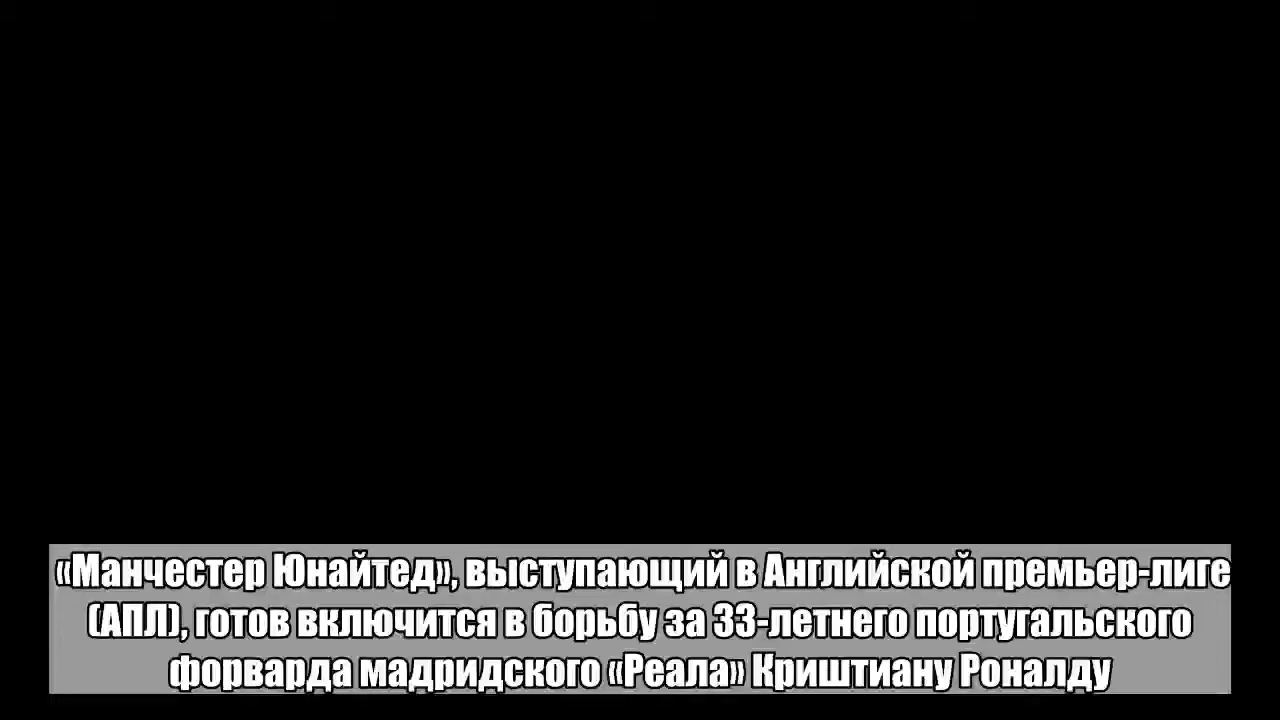 «Манчестер Юнайтед», выступающий в Английской премьер-лиге
(АПЛ), готов включится в борьбу за 33-летнего португальского
форварда мадридского «Реала» Криштиану Роналду